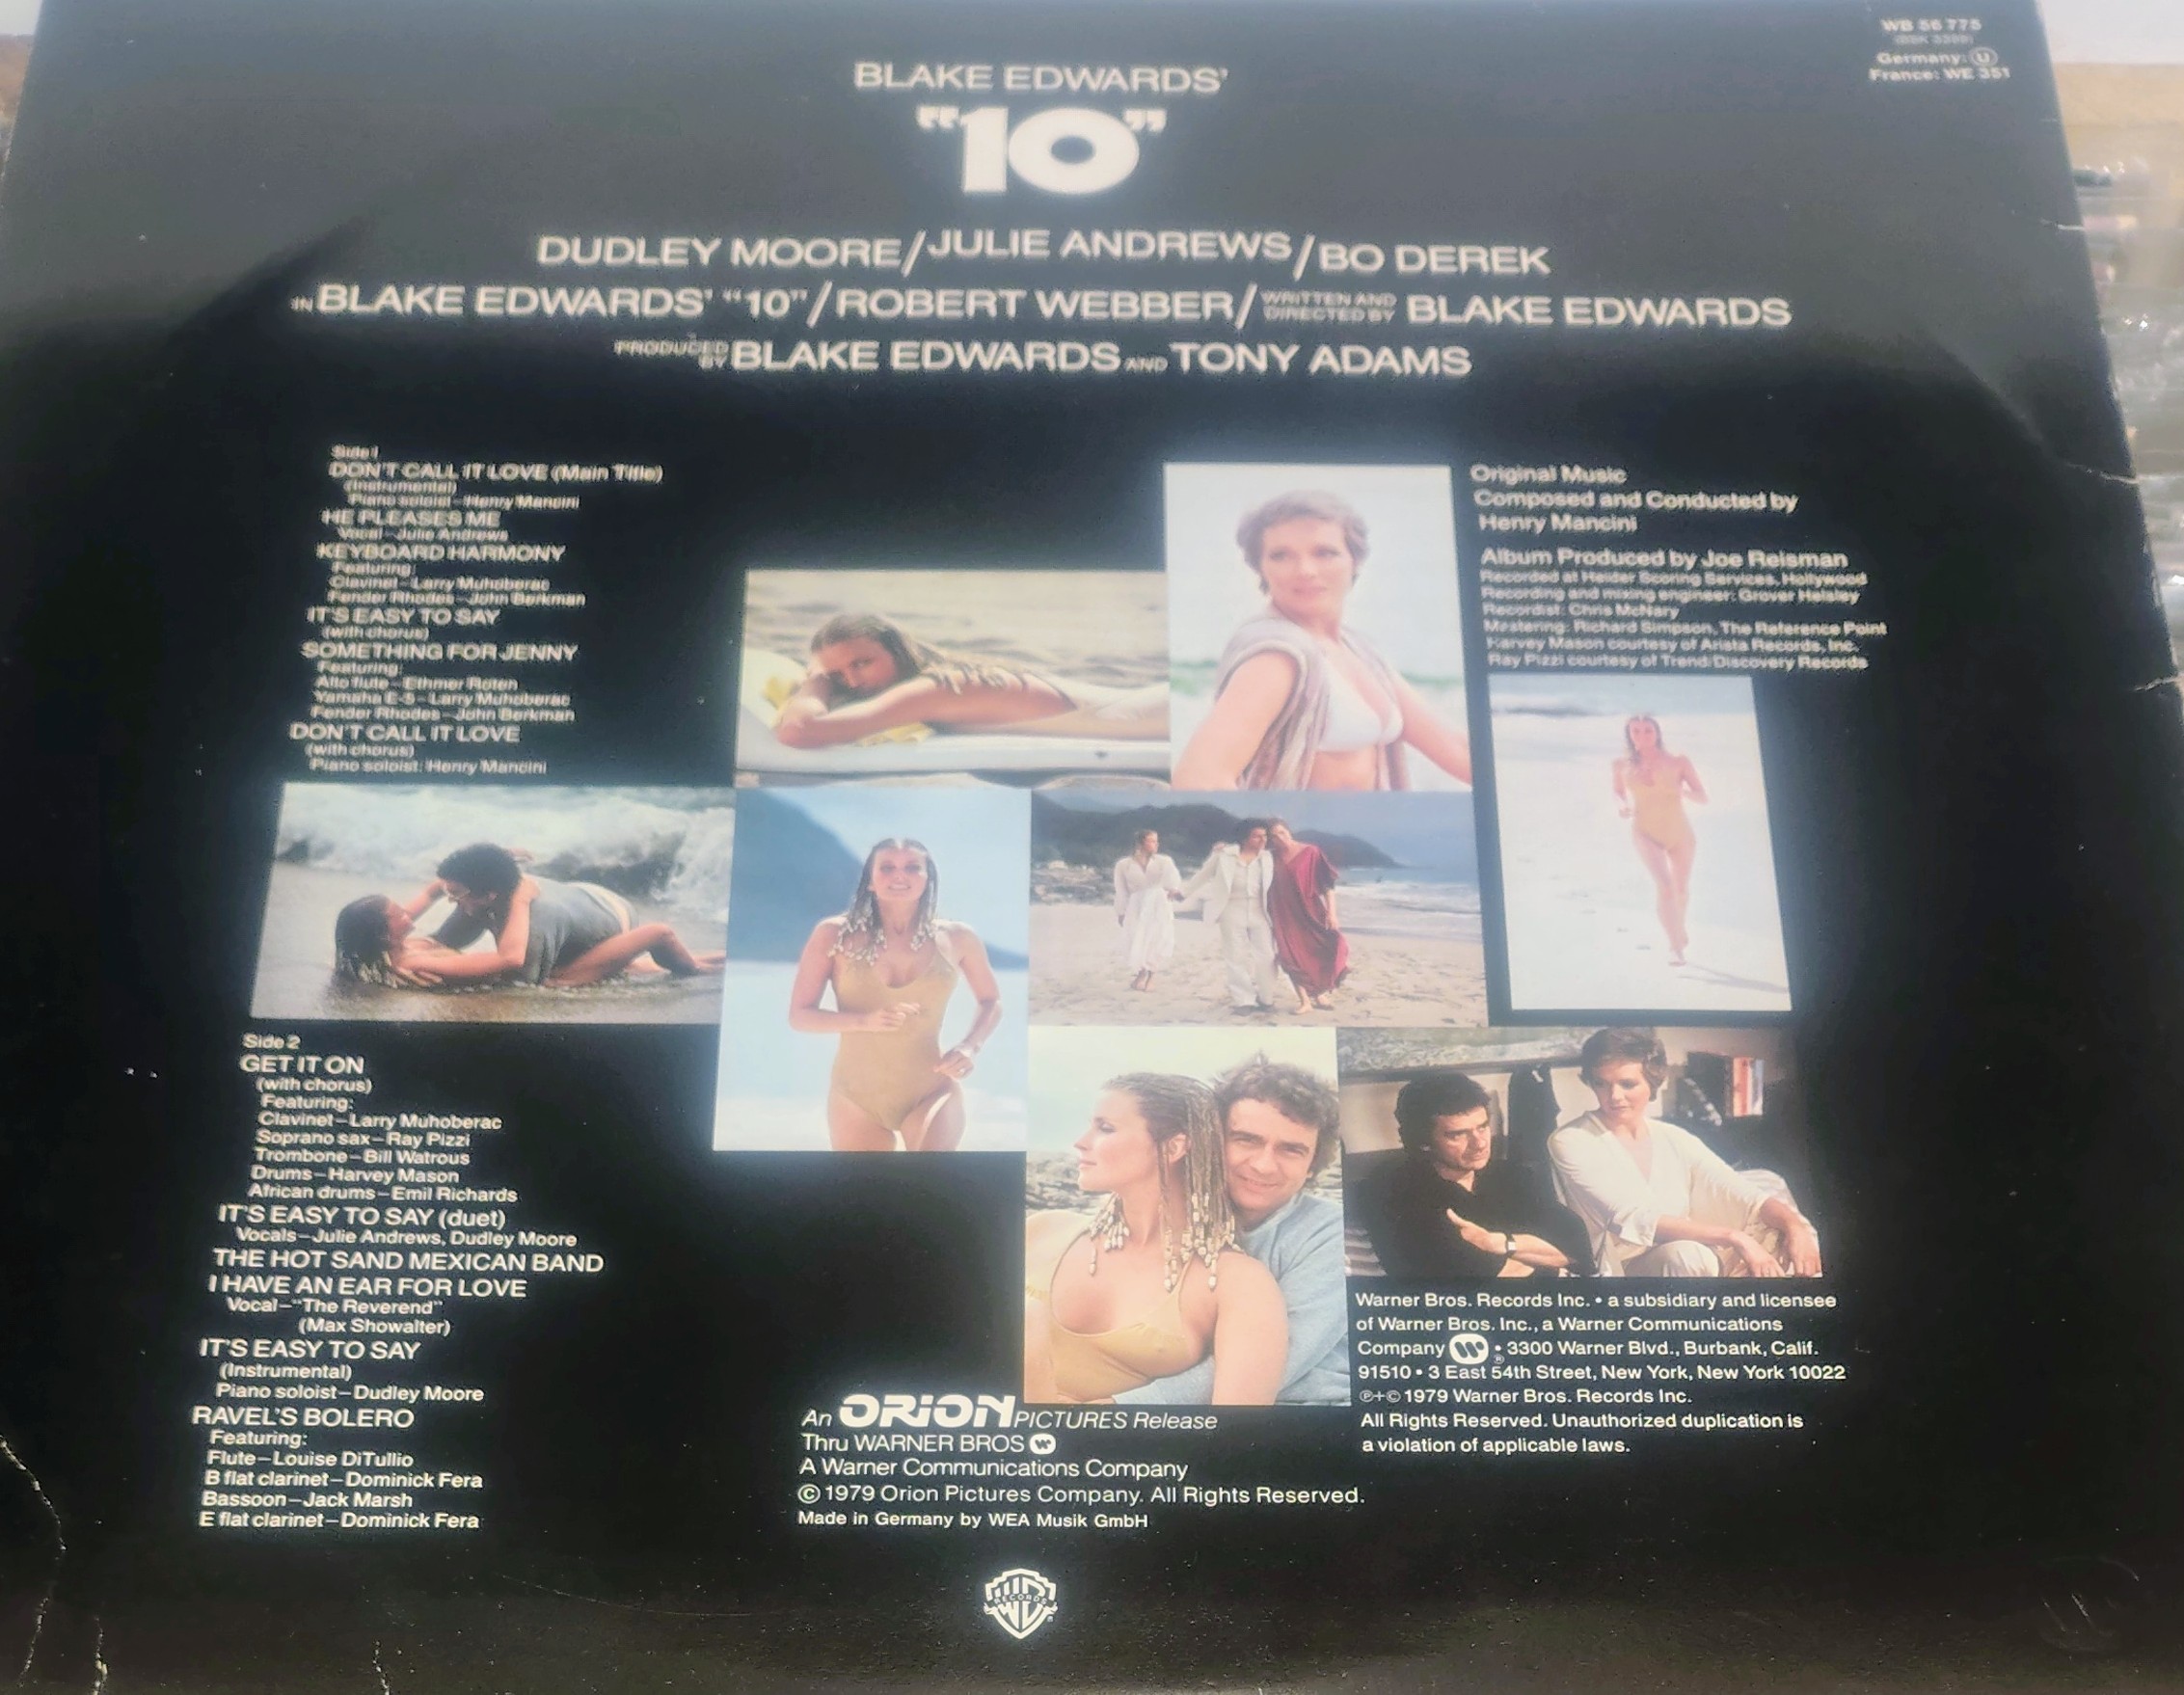 WB 56 775
(BSK 3399)
Germany: U
France: WE 351
BLAKE EDWARDS'
“10”
DUDLEY MOORE/JULIE ANDREWS/BO DEREK
IN BLAKE EDWARDS' “10”/ROBERT WEBBER/WRITTEN AND DIRECTED BY BLAKE EDWARDS
PRODUCED BY BLAKE EDWARDS AND TONY ADAMS
Side 1
DON'T CALL IT LOVE (Main Title)
(Instrumental)
Piano soloist–Henry Mancini
HE PLEASES ME
Vocal–Julie Andrews
KEYBOARD HARMONY
Featuring:
Clavinet–Larry Muhoberac
Fender Rhodes–John Berkman
IT'S EASY TO SAY
(with chorus)
SOMETHING FOR JENNY
Featuring:
Alto flute–Ethmer Roten
Yamaha E-5–Larry Muhoberac
Fender Rhodes–John Berkman
DON'T CALL IT LOVE
(with chorus)
Piano soloist: Henry Mancini
Original Music
Composed and Conducted by
Henry Mancini
Album Produced by Joe Reisman
Recorded at Heider Scoring Services, Hollywood
Recording and mixing engineer: Grover Helsley
Recordist: Chris McNary
Mastering: Richard Simpson, The Reference Point
Harvey Mason courtesy of Arista Records, Inc.
Ray Pizzi courtesy of Trend/Discovery Records
Side 2
GET IT ON
(with chorus)
Featuring:
Clavinet–Larry Muhoberac
Soprano sax–Ray Pizzi
Trombone–Bill Watrous
Drums–Harvey Mason
African drums–Emil Richards
IT'S EASY TO SAY (duet)
Vocals–Julie Andrews, Dudley Moore
THE HOT SAND MEXICAN BAND
I HAVE AN EAR FOR LOVE
Vocal–“The Reverend”
(Max Showalter)
IT'S EASY TO SAY
(Instrumental)
Piano soloist–Dudley Moore
RAVEL'S BOLERO
Featuring:
Flute–Louise DiTullio
B flat clarinet–Dominick Fera
Bassoon–Jack Marsh
E flat clarinet–Dominick Fera
An ORION PICTURES Release
Thru WARNER BROS
A Warner Communications Company
© 1979 Orion Pictures Company. All Rights Reserved.
Made in Germany by WEA Musik GmbH
Warner Bros. Records Inc. • a subsidiary and licensee
of Warner Bros. Inc., a Warner Communications
Company • 3300 Warner Blvd., Burbank, Calif.
91510 • 3 East 54th Street, New York, New York 10022
℗+© 1979 Warner Bros. Records Inc.
All Rights Reserved. Unauthorized duplication is
a violation of applicable laws.
WB
RECORDS